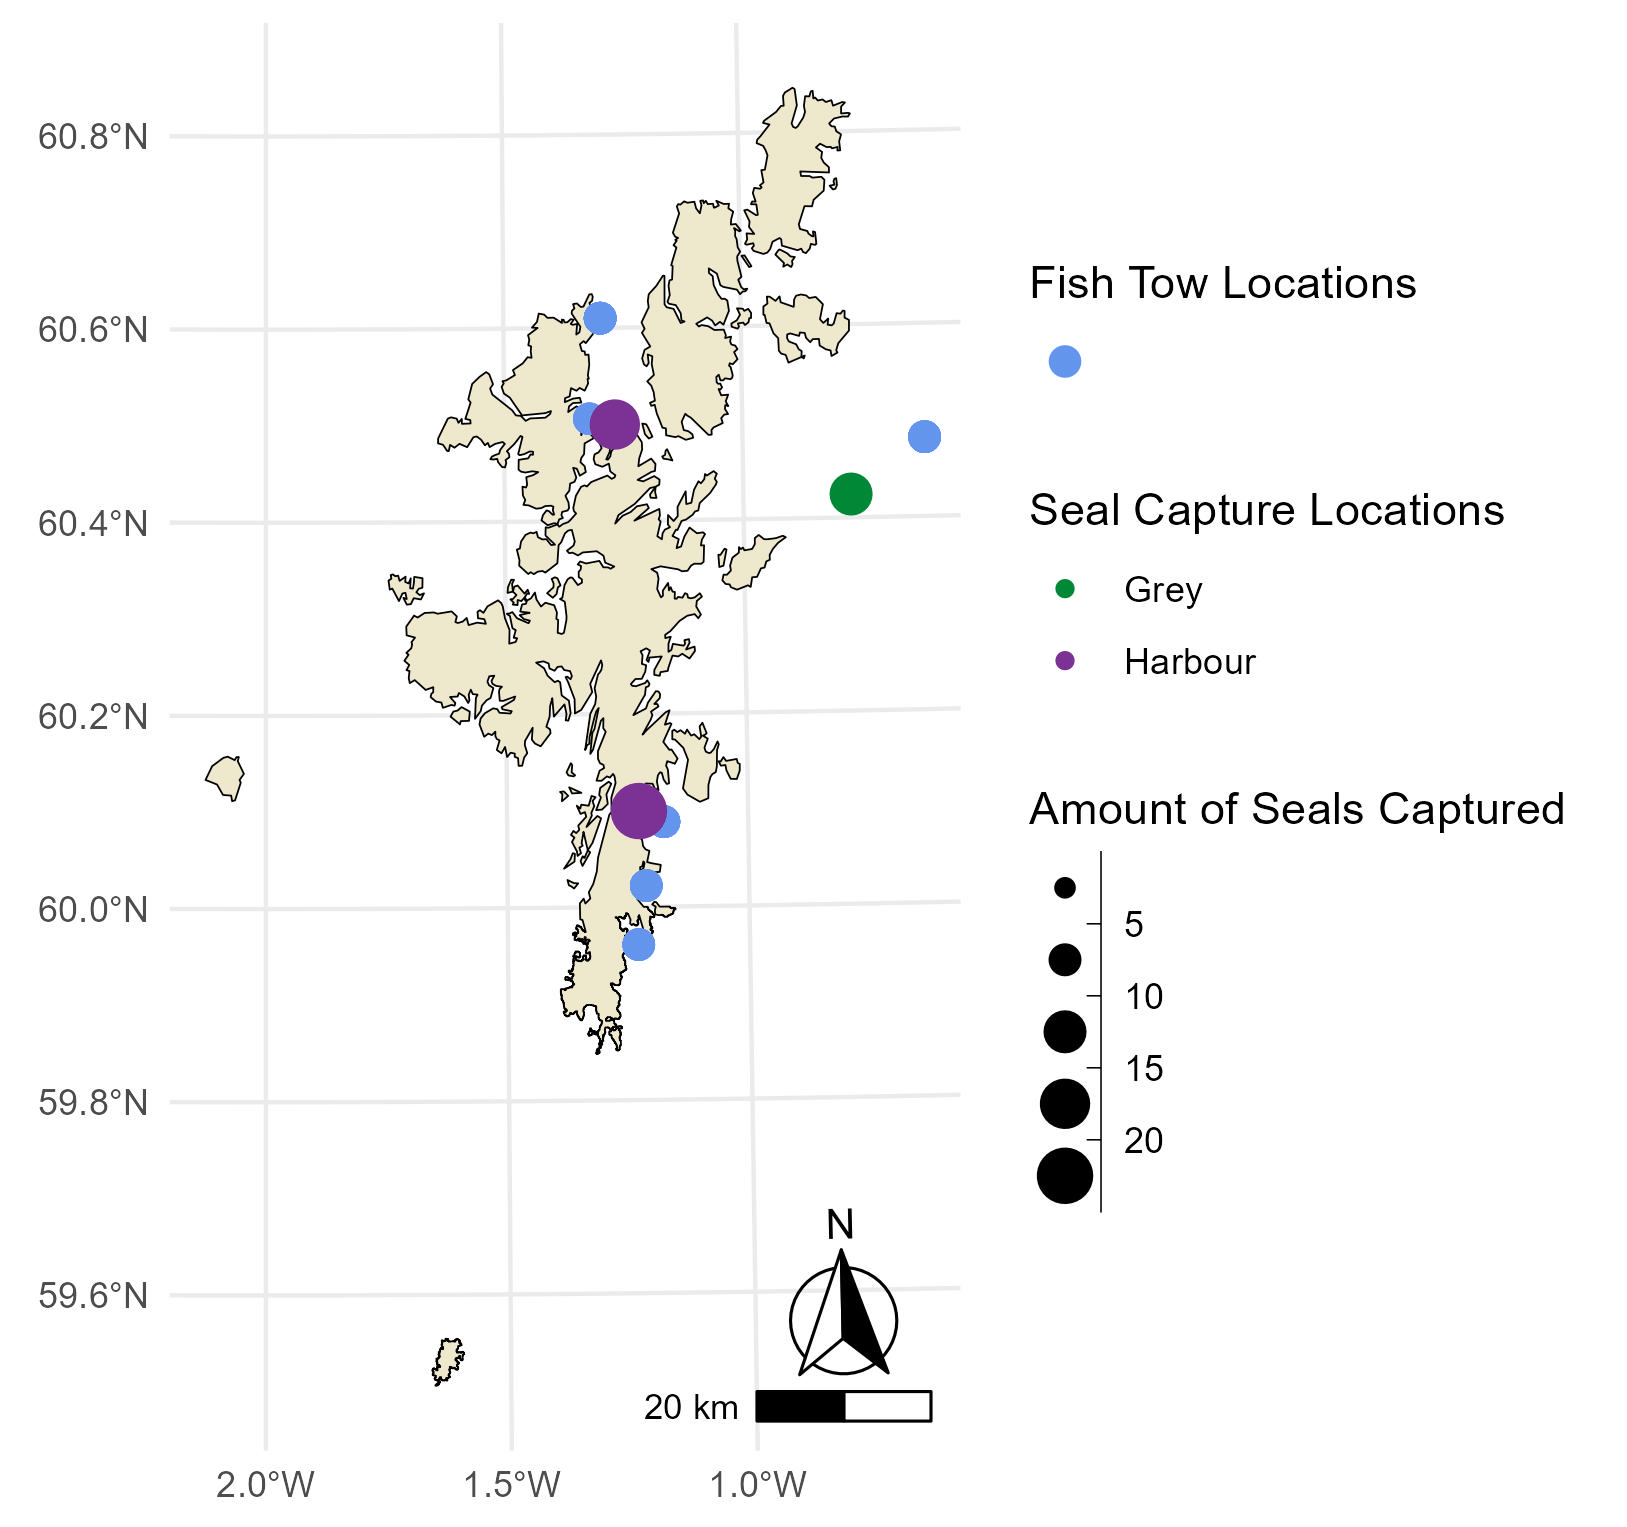 60.8°N
60.6°N
60.4°N
60.2°N
60.0°N
59.8°N
59.6°N
2.0°W
1.5°W
1.0°W
N
20 km
Fish Tow Locations
Seal Capture Locations
Grey
Harbour
Amount of Seals Captured
5
10
15
20